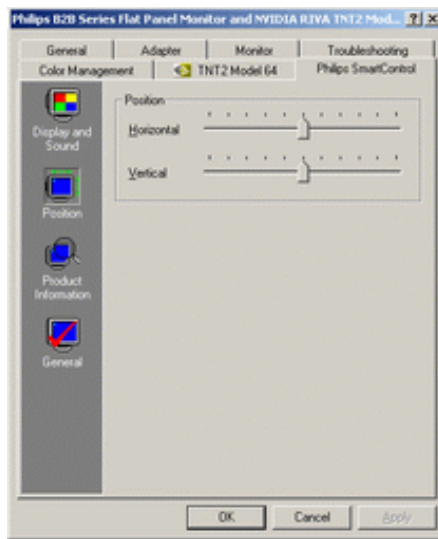 Philips B2B Series Flat Panel Monitor and NVIDIA RIVA TNT2 Mod...
General Adapter Monitor Troubleshooting
Color Management TNT2 Model 64 Philips SmartControl
Display and
Sound
Position
Product
Information
General
Position
Horizontal
Vertical
OK Cancel Apply